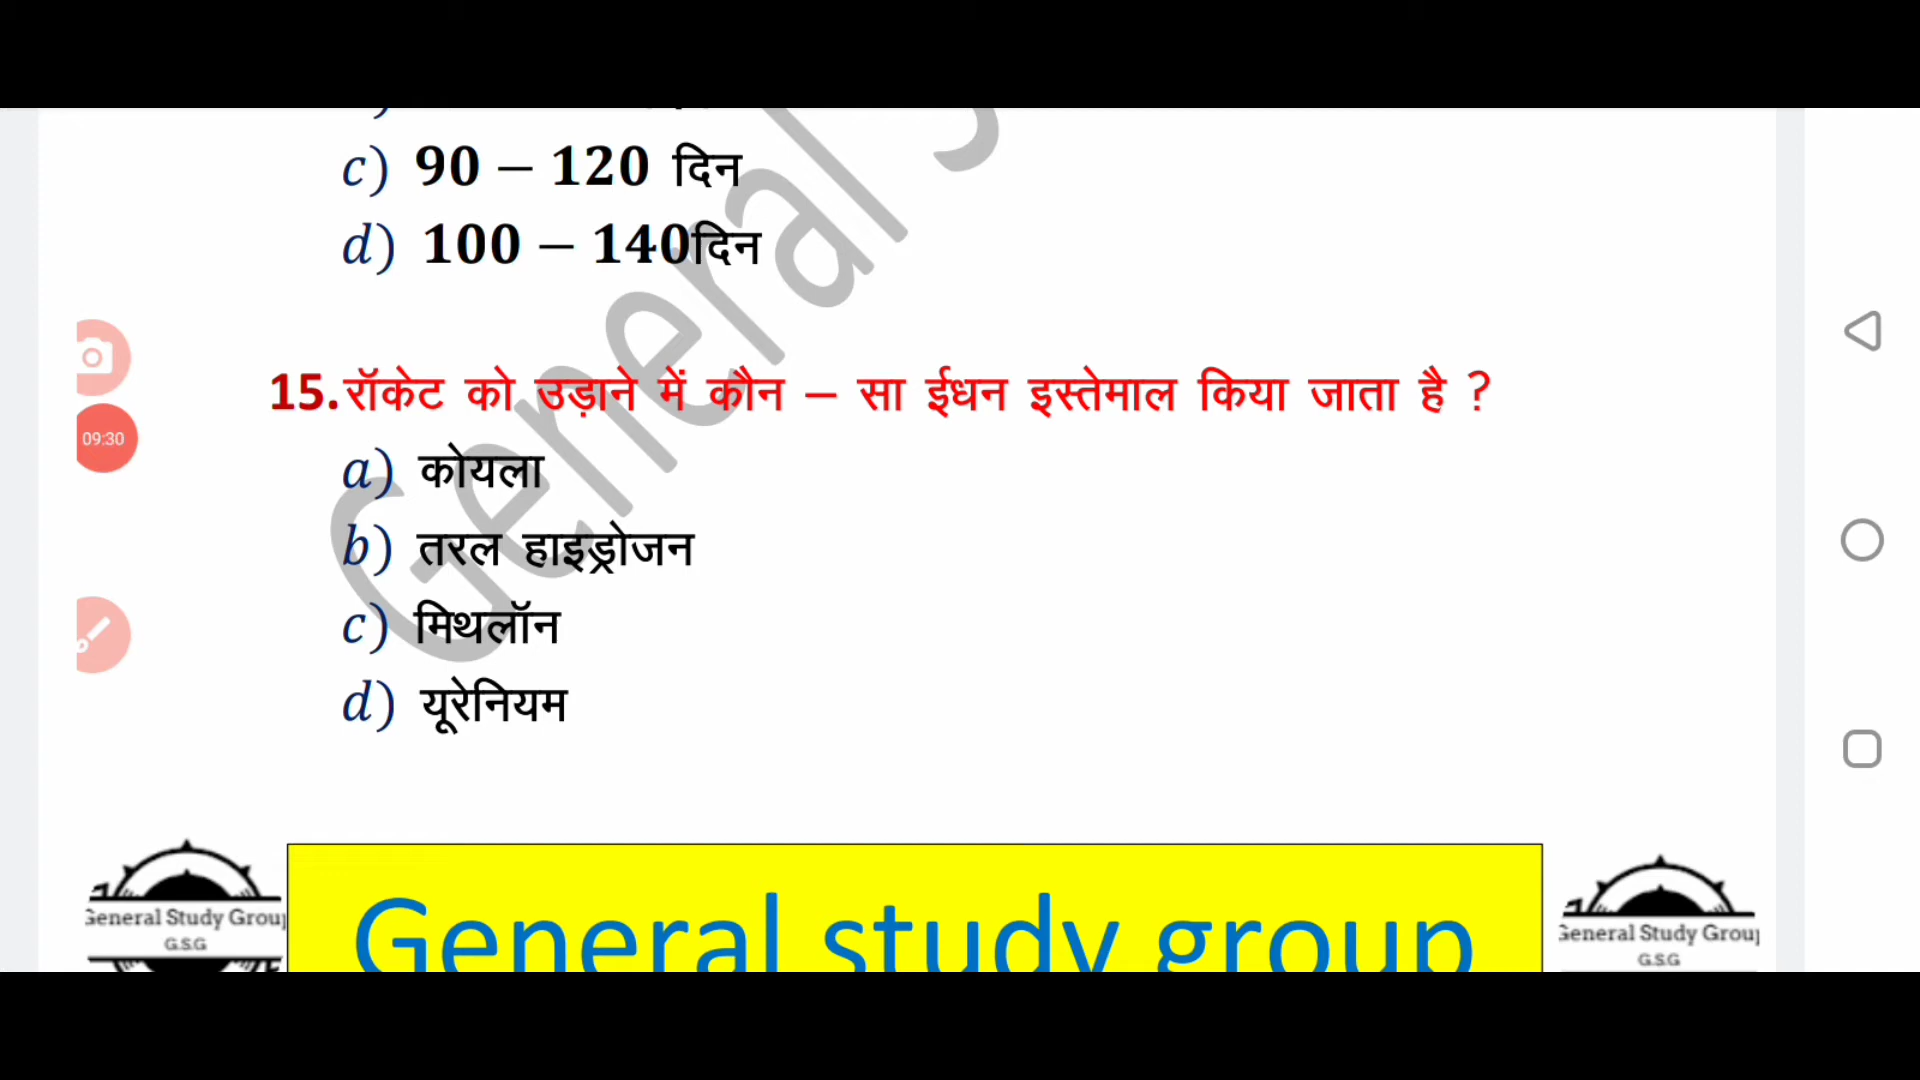 c) 90 – 120 दिन
d) 100 – 140दिन
15.रॉकेट को उड़ाने में कौन – सा ईधन इस्तेमाल किया जाता है ?
a) कोयला
b) तरल हाइड्रोजन
c) मिथलॉन
d) यूरेनियम
09:30
General
General Study Group
G.S.G
General study group
General Study Group
G.S.G